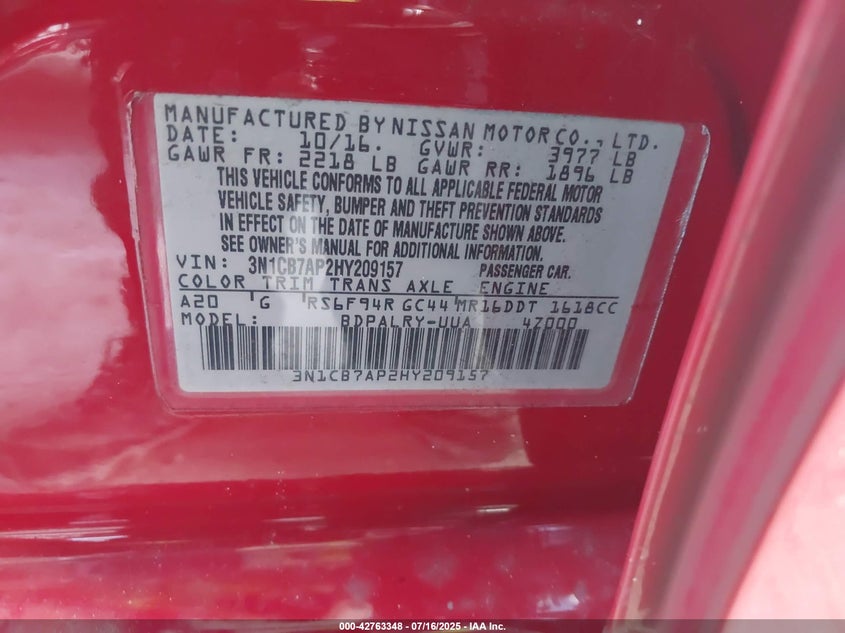 MANUFACTURED BY NISSAN MOTOR CO., LTD.
DATE: 10/16. GVWR: 3977 LB
GAWR FR: 2218 LB GAWR RR: 1896 LB
THIS VEHICLE CONFORMS TO ALL APPLICABLE FEDERAL MOTOR
VEHICLE SAFETY, BUMPER AND THEFT PREVENTION STANDARDS
IN EFFECT ON THE DATE OF MANUFACTURE SHOWN ABOVE.
SEE OWNER'S MANUAL FOR ADDITIONAL INFORMATION.
VIN: 3N1CB7AP2HY209157 PASSENGER CAR.
COLOR TRIM TRANS AXLE ENGINE
A20 G RS6F94R GC44 MR16DDT 1618CC
MODEL: BDPALRY-UUA 4Z000
3N1CB7AP2HY209157
000-42763348 - 07/16/2025 - IAA Inc.